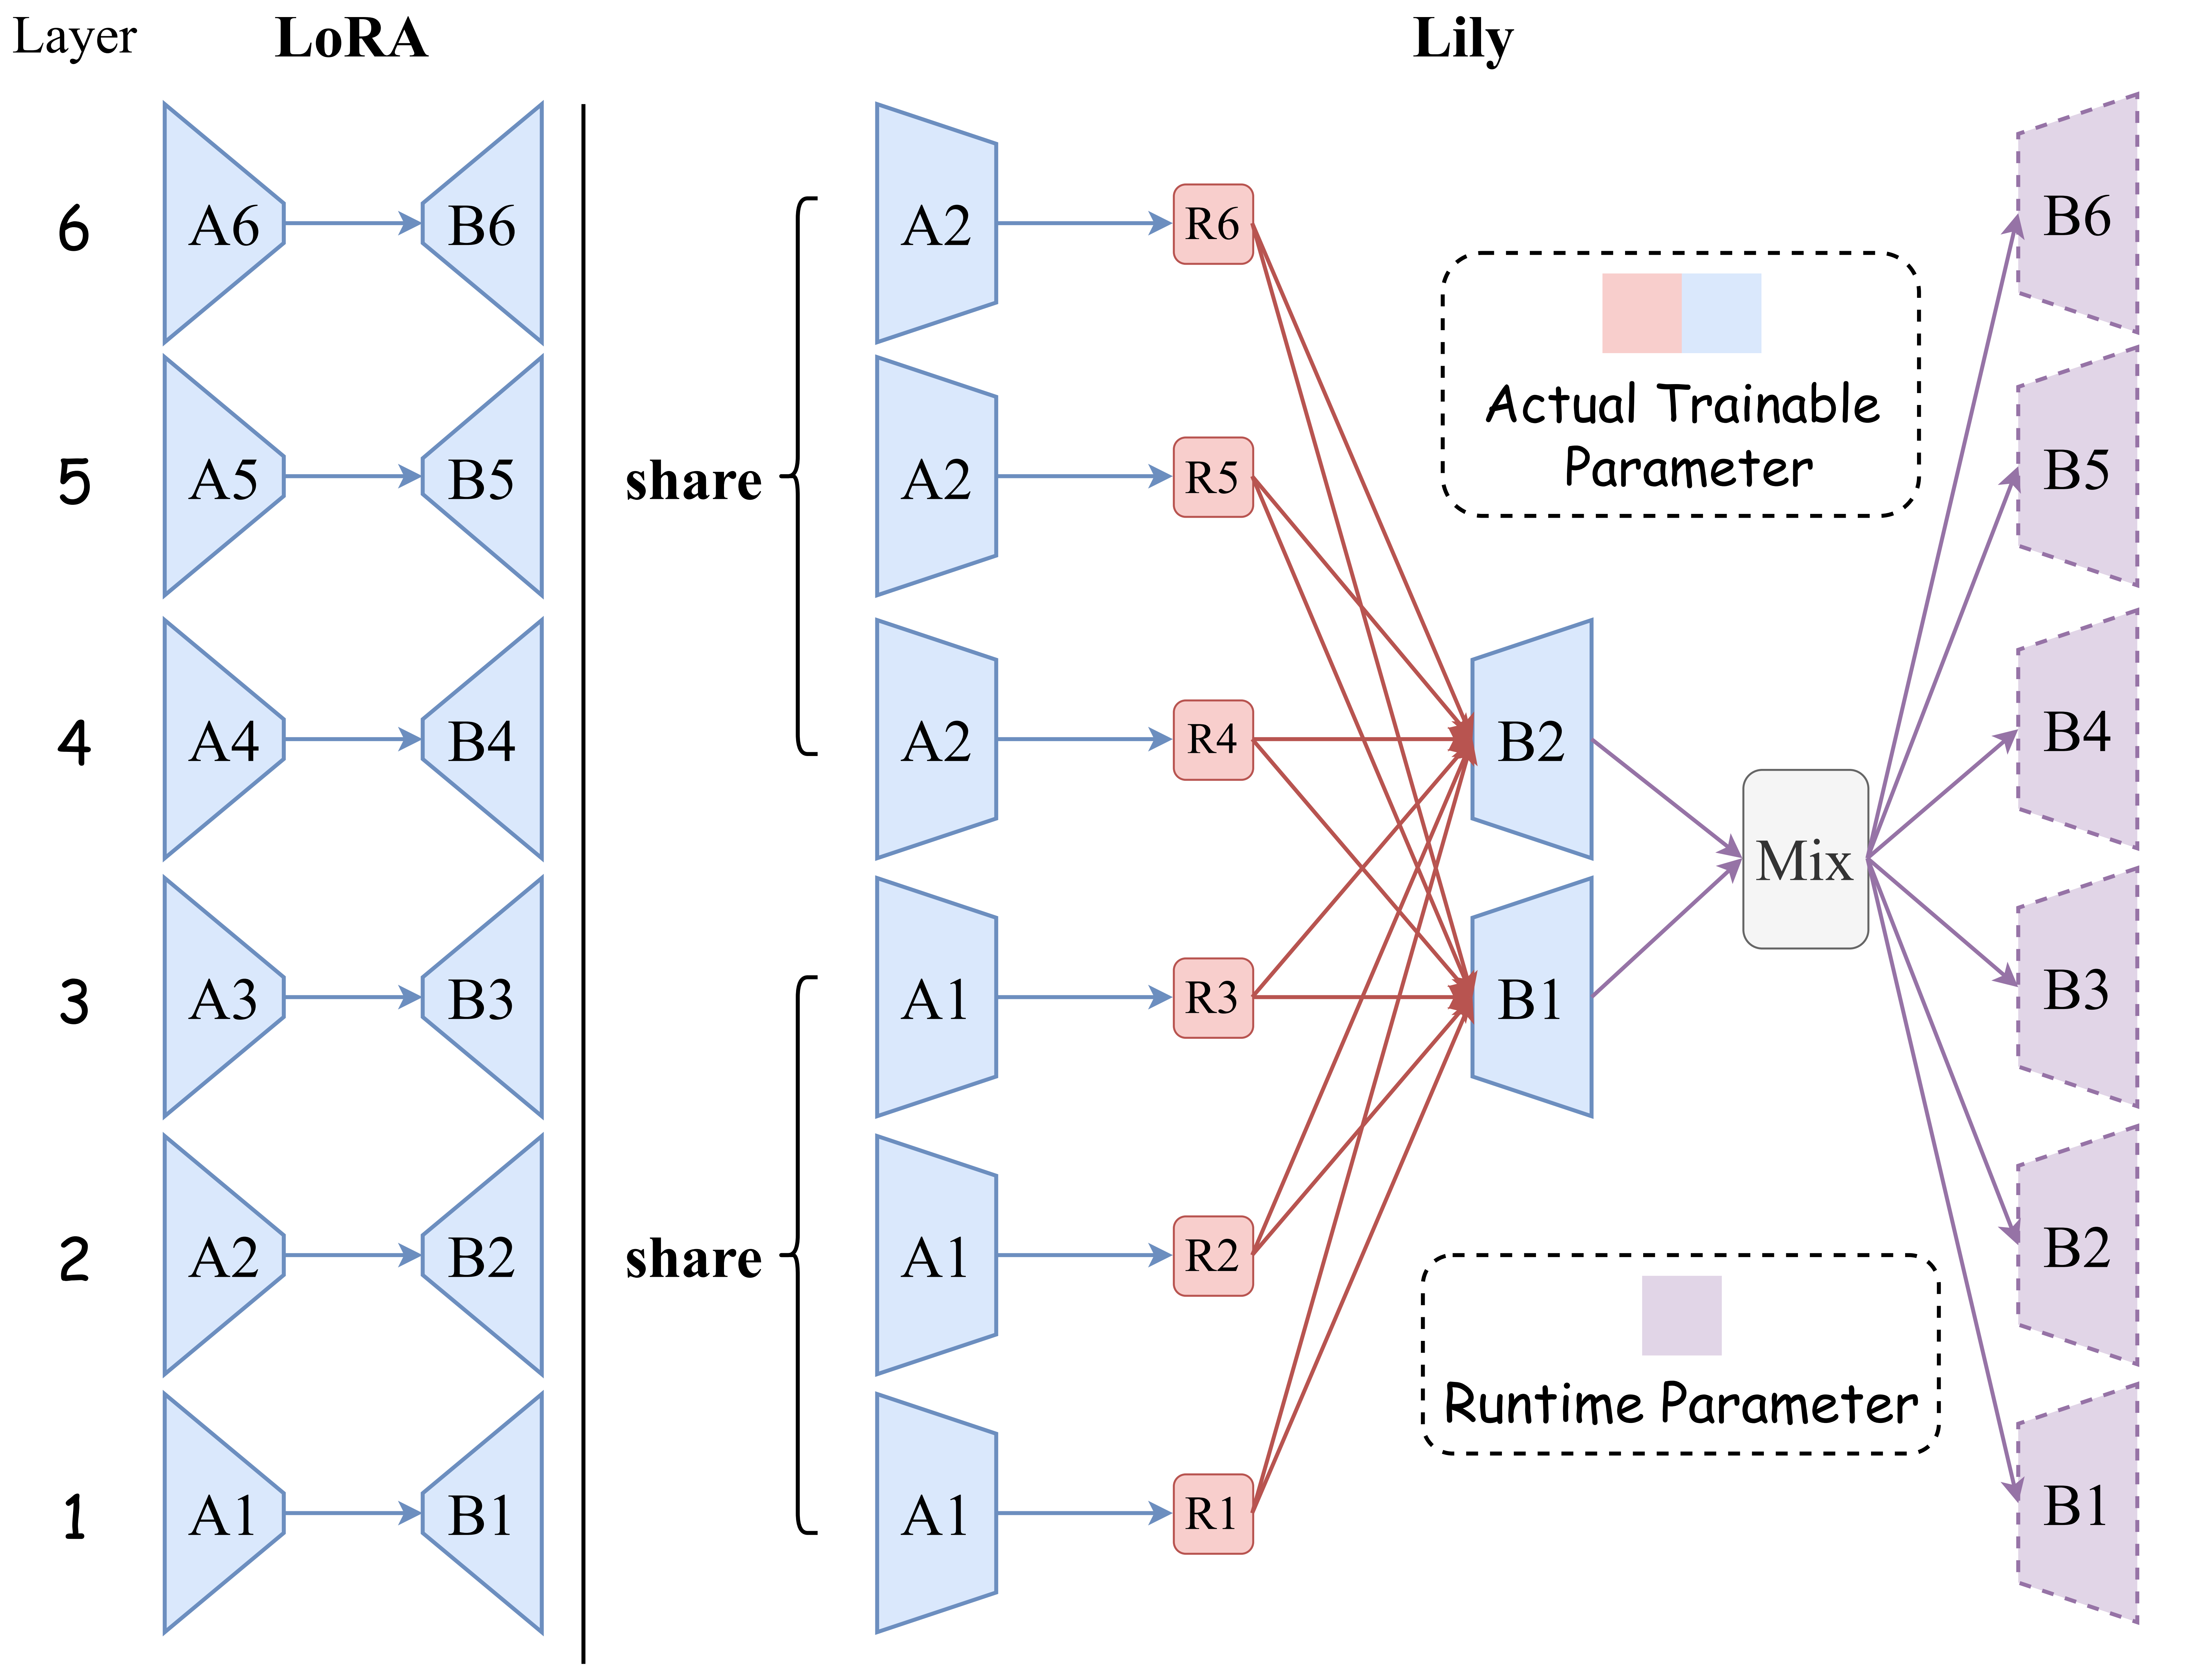 Layer LoRA Lily
6 A6 B6 A2 R6 B6
5 A5 B5 share A2 R5 B5
Actual Trainable
Parameter
4 A4 B4 A2 R4 B2 B4
Mix
3 A3 B3 A1 R3 B1 B3
2 A2 B2 share A1 R2 B2
Runtime Parameter
1 A1 B1 A1 R1 B1